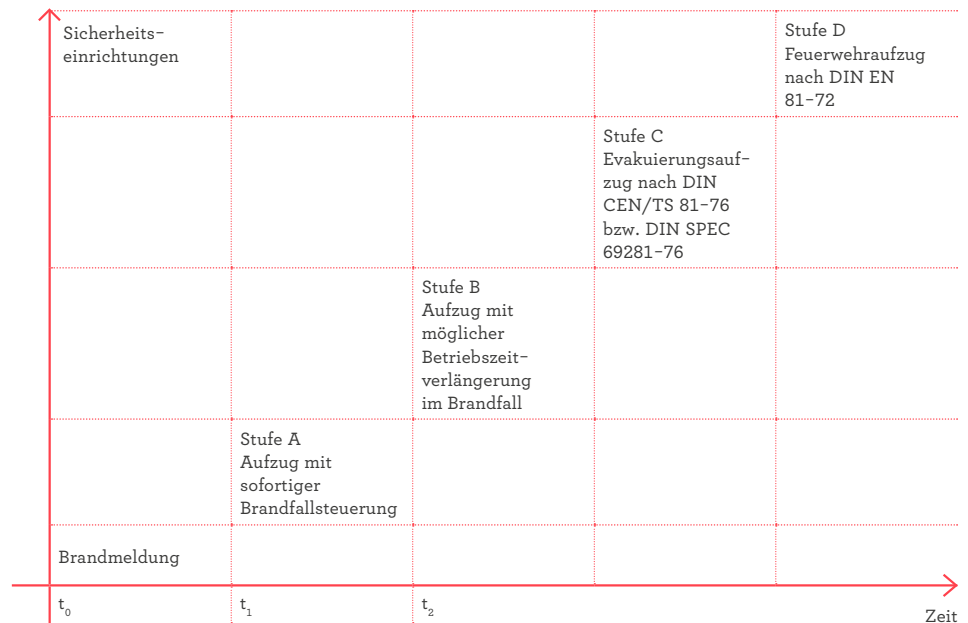 Sicherheits-
einrichtungen
Stufe D
Feuerwehraufzug
nach DIN EN
81-72
Stufe C
Evakuierungsauf-
zug nach DIN
CEN/TS 81-76
bzw. DIN SPEC
69281-76
Stufe B
Aufzug mit
möglicher
Betriebszeit-
verlängerung
im Brandfall
Stufe A
Aufzug mit
sofortiger
Brandfallsteuerung
Brandmeldung
t₀
t₁
t₂
Zeit